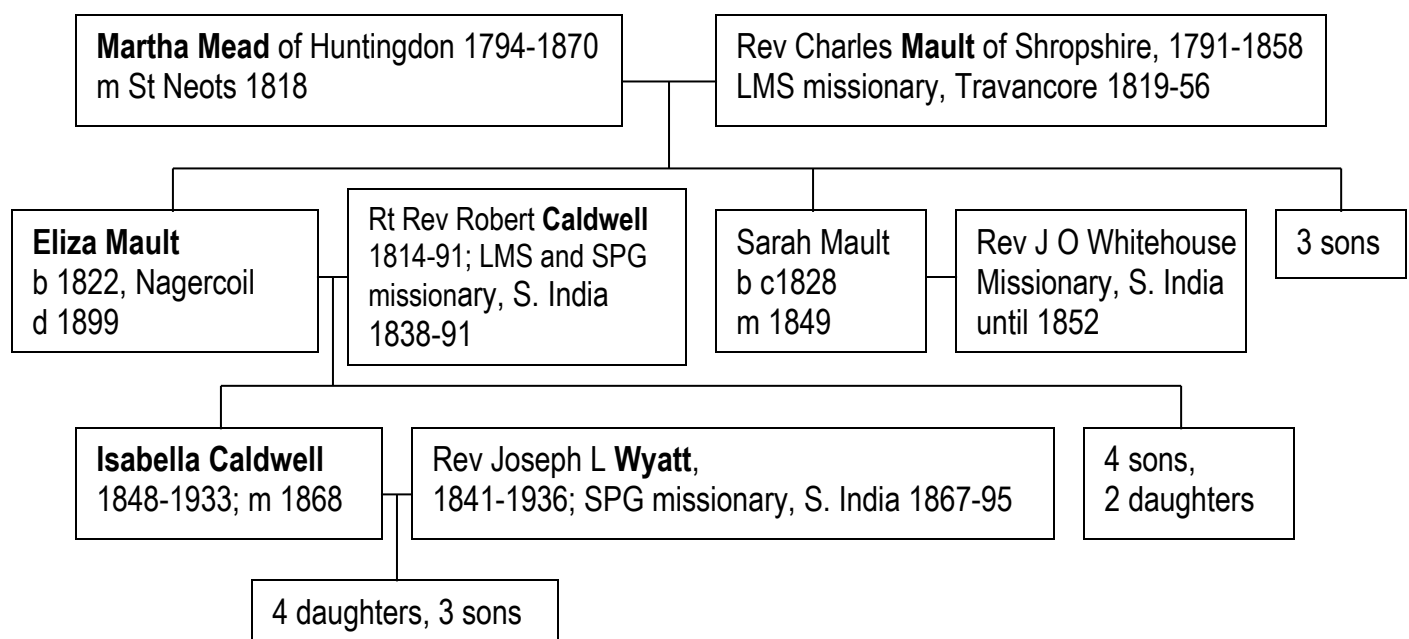 Martha Mead of Huntingdon 1794-1870
m St Neots 1818
Rev Charles Mault of Shropshire, 1791-1858
LMS missionary, Travancore 1819-56
Eliza Mault
b 1822, Nagercoil
d 1899
Rt Rev Robert Caldwell
1814-91; LMS and SPG
missionary, S. India
1838-91
Sarah Mault
b c1828
m 1849
Rev J O Whitehouse
Missionary, S. India
until 1852
3 sons
Isabella Caldwell
1848-1933; m 1868
Rev Joseph L Wyatt,
1841-1936; SPG missionary, S. India 1867-95
4 sons,
2 daughters
4 daughters, 3 sons